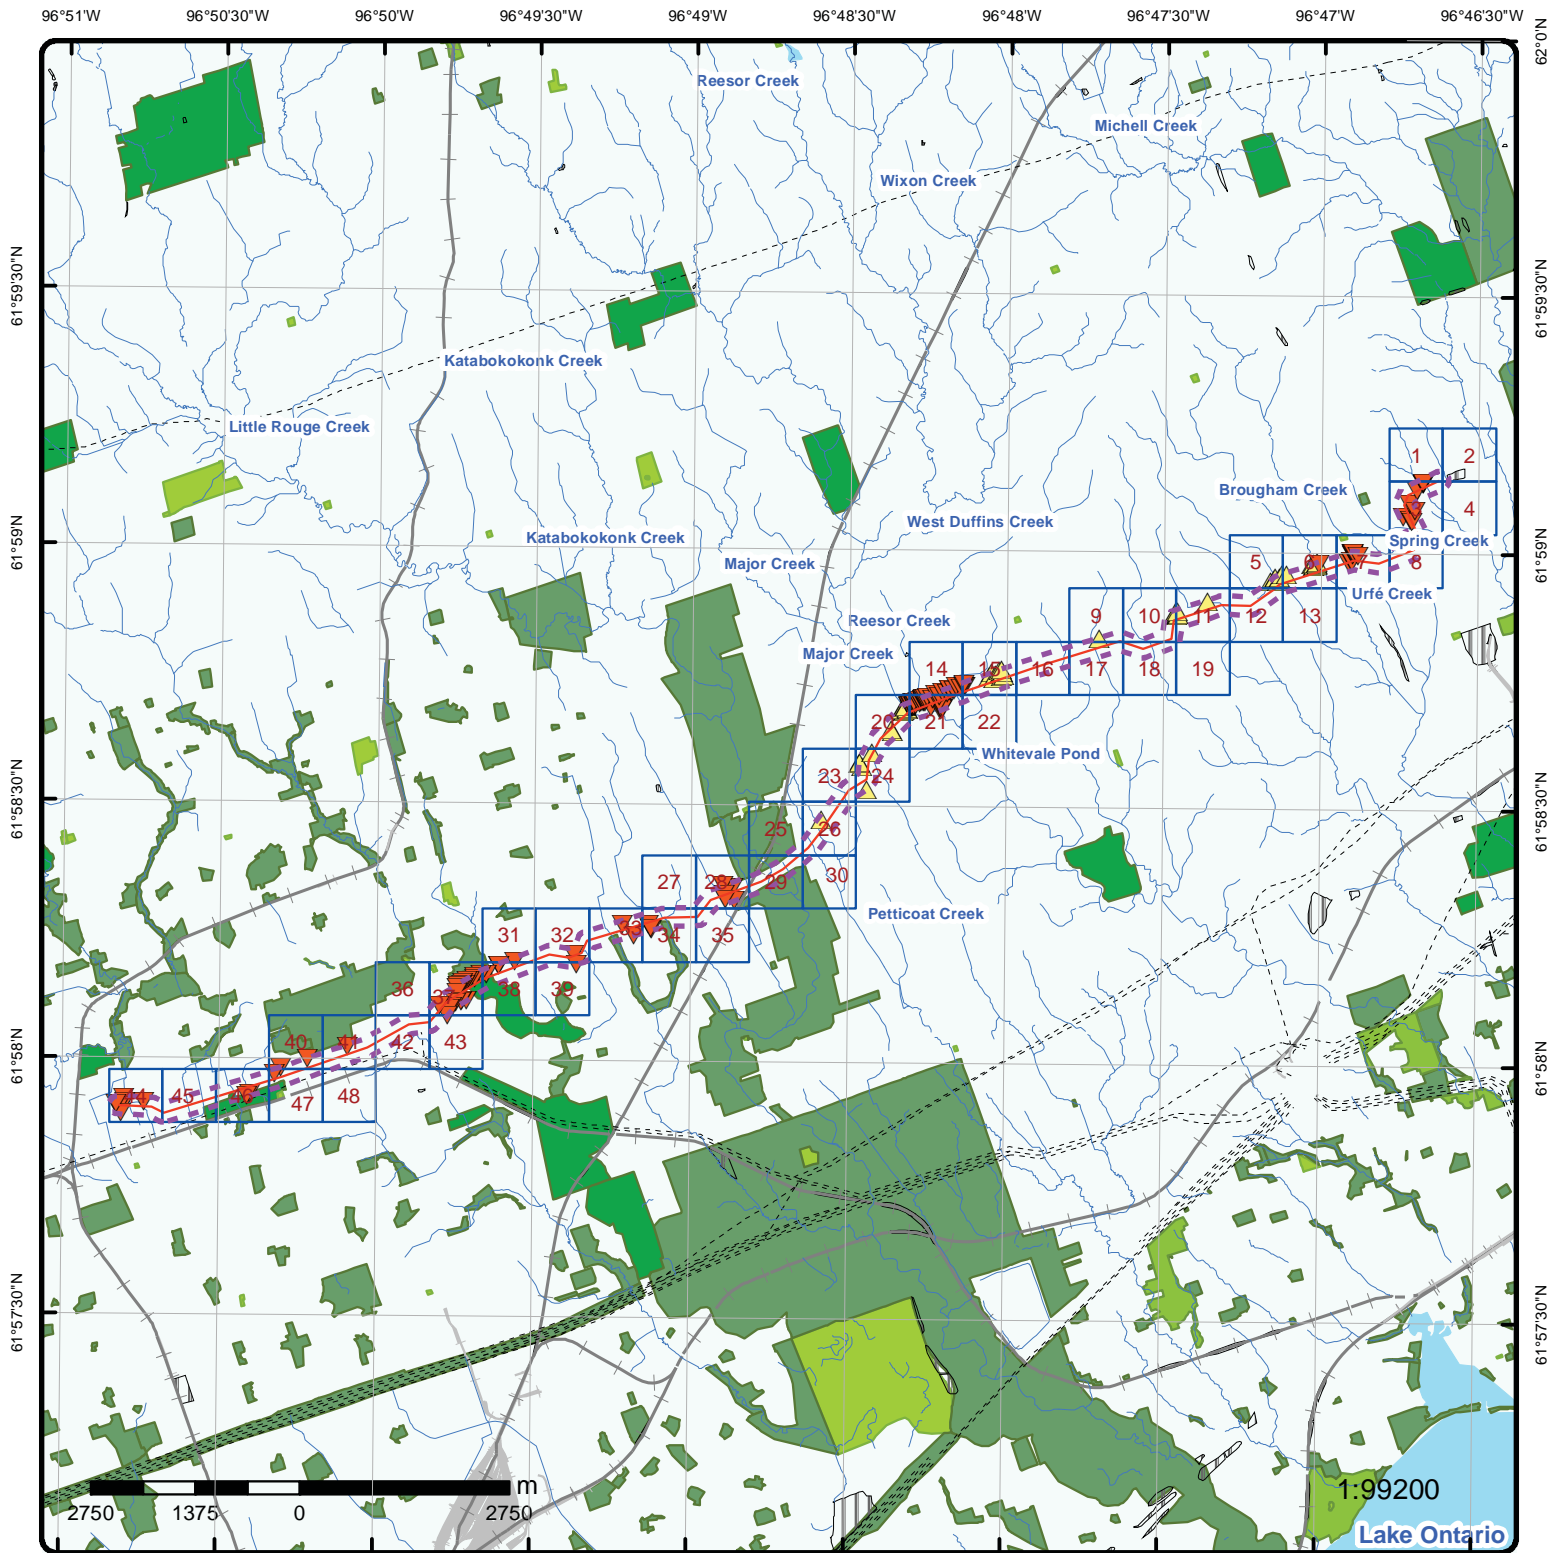 96°51'W 96°50'30"W 96°50'W 96°49'30"W 96°49'W 96°48'30"W 96°48'W 96°47'30"W 96°47'W 96°46'30"W
62°0'N
Reesor Creek
Michell Creek
Wixon Creek
61°59'30"N 61°59'30"N
Katabokokonk Creek
Little Rouge Creek
1 2
Brougham Creek
4
West Duffins Creek
Katabokokonk Creek
Spring Creek
61°59'N 61°59'N
Major Creek
5 6 7 8
Urfé Creek
Reesor Creek
9 10 11 12 13
Major Creek
14 15 16 17 18 19
20 21 22
Whitevale Pond
23 24
61°58'30"N 61°58'30"N
25 26
27 28 29 30
Petticoat Creek
31 32 33 34 35
36 37 38 39
40 41 42 43
61°58'N 61°58'N
44 45 46 47 48
61°57'30"N 61°57'30"N
m
2750 1375 0 2750
1:99200
Lake Ontario